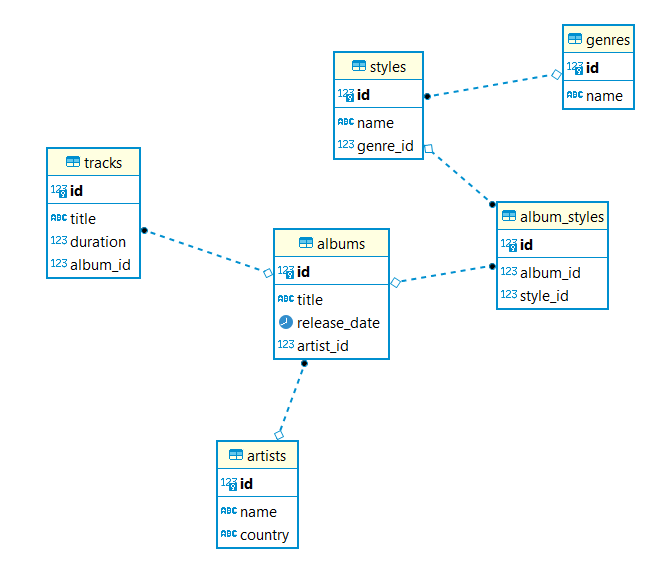 genres
123 id
ABC name
styles
123 id
ABC name
123 genre_id
tracks
123 id
ABC title
123 duration
123 album_id
album_styles
123 id
123 album_id
123 style_id
albums
123 id
ABC title
release_date
123 artist_id
artists
123 id
ABC name
ABC country